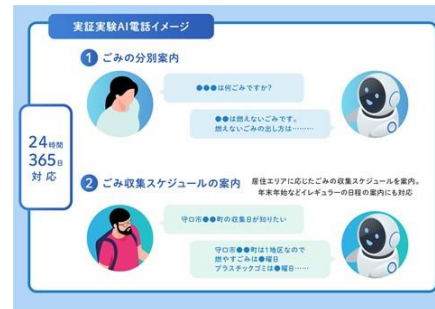 実証実験AI電話イメージ
1 ごみの分別案内
●●●は何ごみですか?
●●は燃えないごみです。
燃えないごみの出し方は………
24時間
365日
対応
2 ごみ収集スケジュールの案内
居住エリアに応じたごみの収集スケジュールを案内。
年末年始などイレギュラーの日程の案内にも対応
守口市●●町の収集日が知りたい
守口市●●町は1地区なので
燃やすごみは●曜日
プラスチックゴミは●曜日……